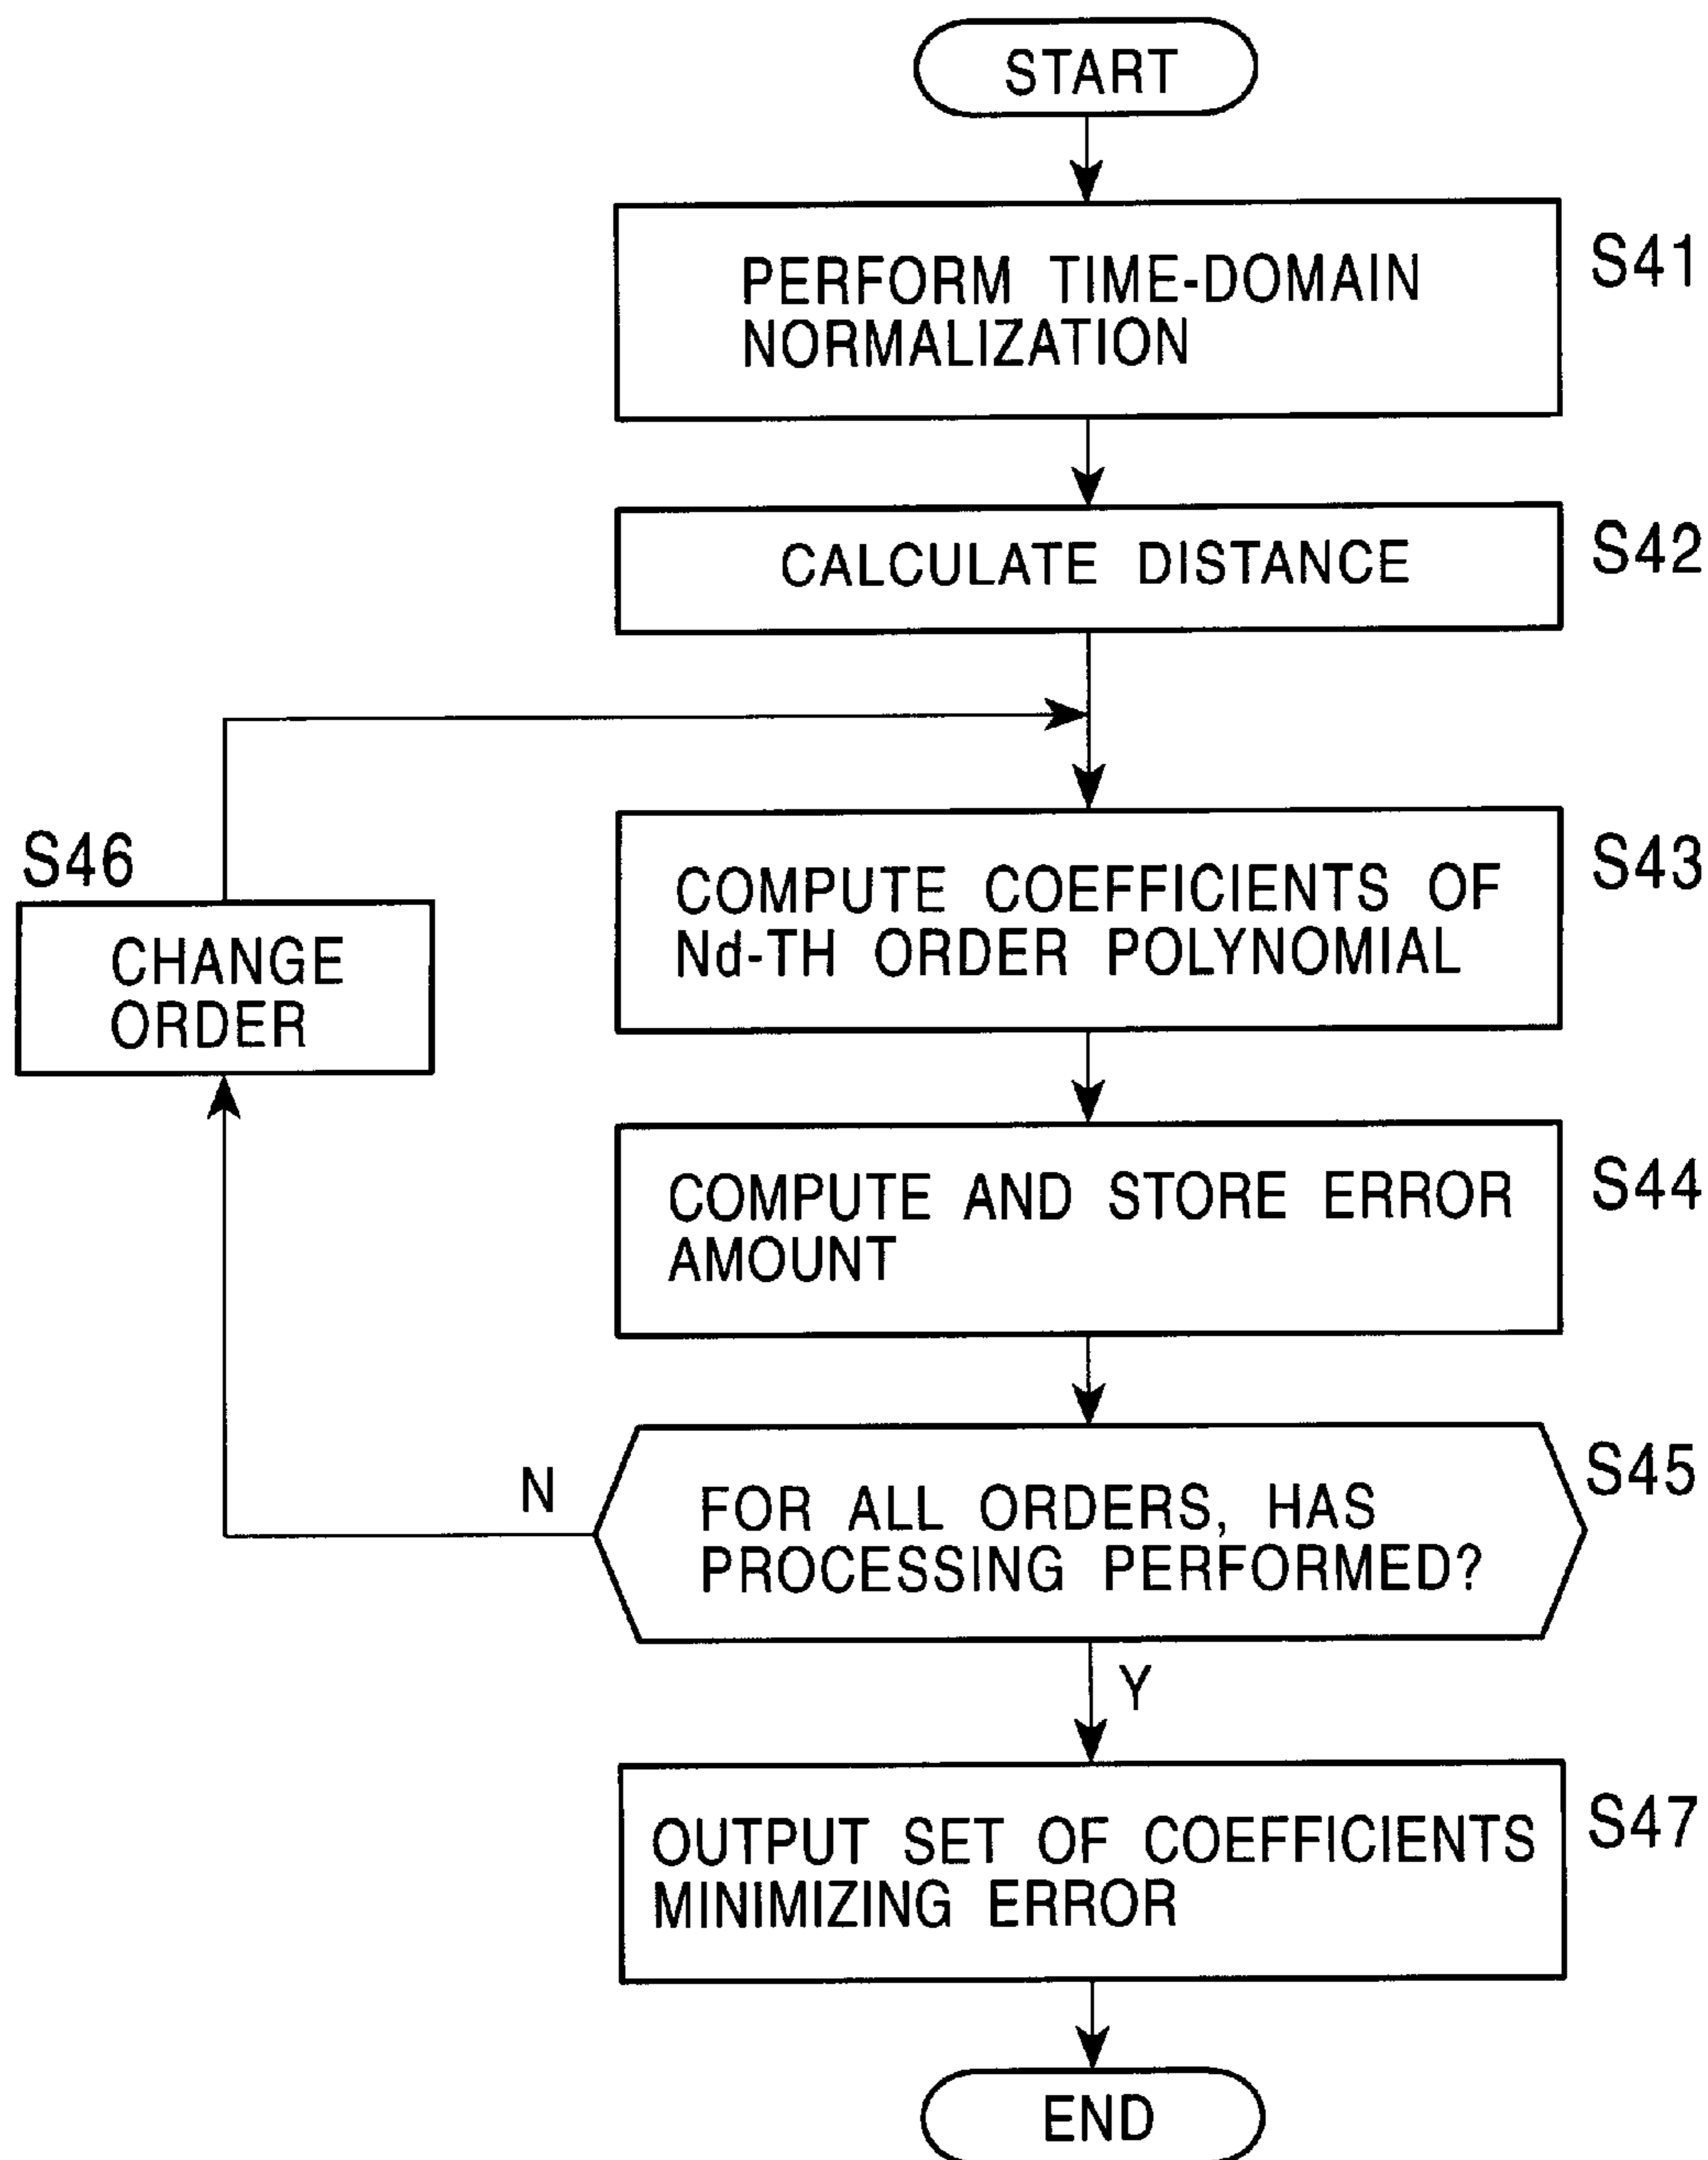 START
PERFORM TIME-DOMAIN
NORMALIZATION
S41
CALCULATE DISTANCE
S42
COMPUTE COEFFICIENTS OF
Nd-TH ORDER POLYNOMIAL
S43
S46
CHANGE
ORDER
COMPUTE AND STORE ERROR
AMOUNT
S44
FOR ALL ORDERS, HAS
PROCESSING PERFORMED?
S45
N
Y
OUTPUT SET OF COEFFICIENTS
MINIMIZING ERROR
S47
END